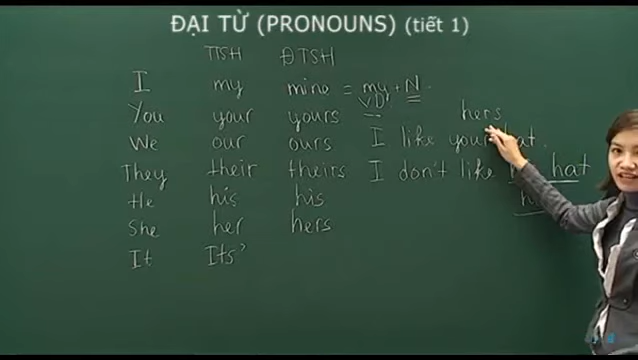 ĐẠI TỪ (PRONOUNS) (tiết 1)
TTSH ĐTSH
I my mine = my + N
You your yours VD: hers
We our ours I like your hat.
They their theirs I don't like hat
He his his
She her hers
It Its